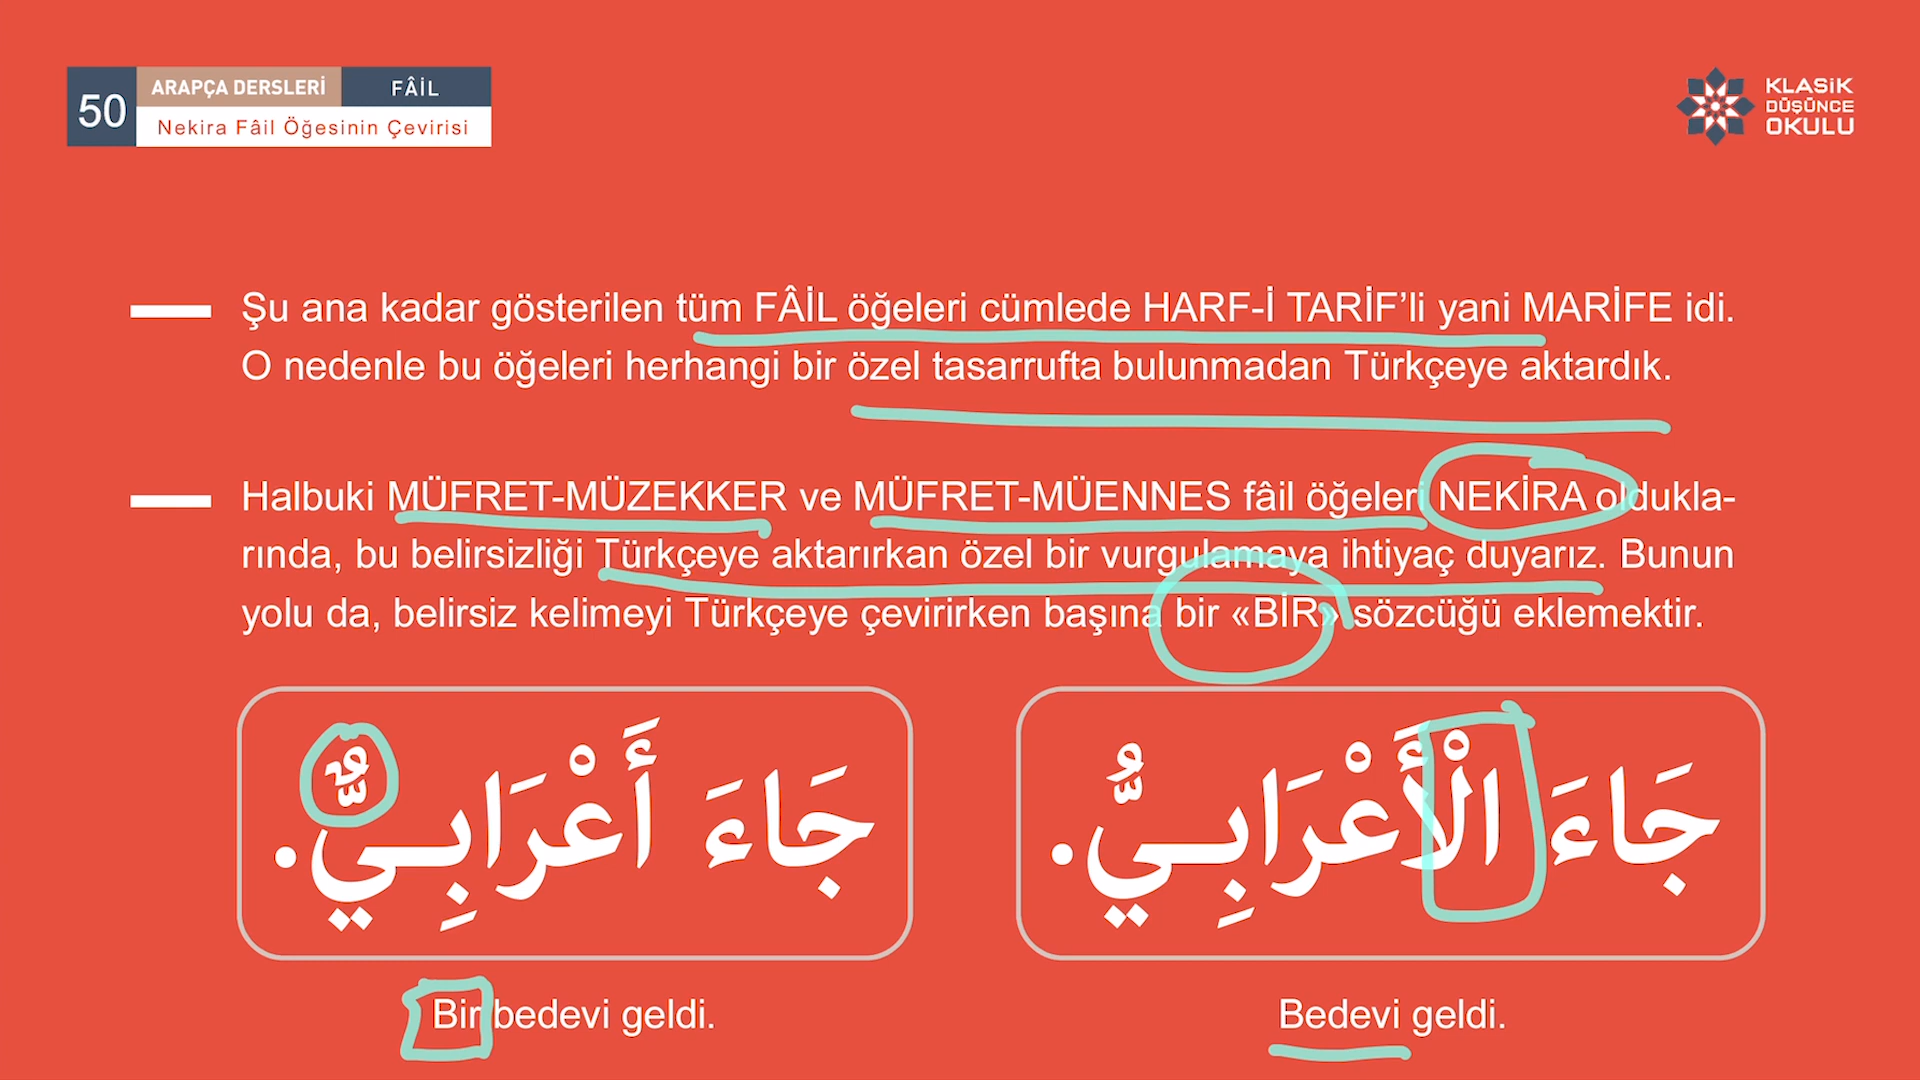 50
ARAPÇA DERSLERİ
FÂİL
Nekira Fâil Öğesinin Çevirisi
KLASİK
DÜŞÜNCE
OKULU
Şu ana kadar gösterilen tüm FÂİL öğeleri cümlede HARF-İ TARİF’li yani MARİFE idi.
O nedenle bu öğeleri herhangi bir özel tasarrufta bulunmadan Türkçeye aktardık.
Halbuki MÜFRET-MÜZEKKER ve MÜFRET-MÜENNES fâil öğeleri NEKİRA oldukla-
rında, bu belirsizliği Türkçeye aktarırkan özel bir vurgulamaya ihtiyaç duyarız. Bunun
yolu da, belirsiz kelimeyi Türkçeye çevirirken başına bir «BİR» sözcüğü eklemektir.
جَاءَ الْأَعْرَابِيُّ.
جَاءَ أَعْرَابِيٌّ.
Bir bedevi geldi.
Bedevi geldi.